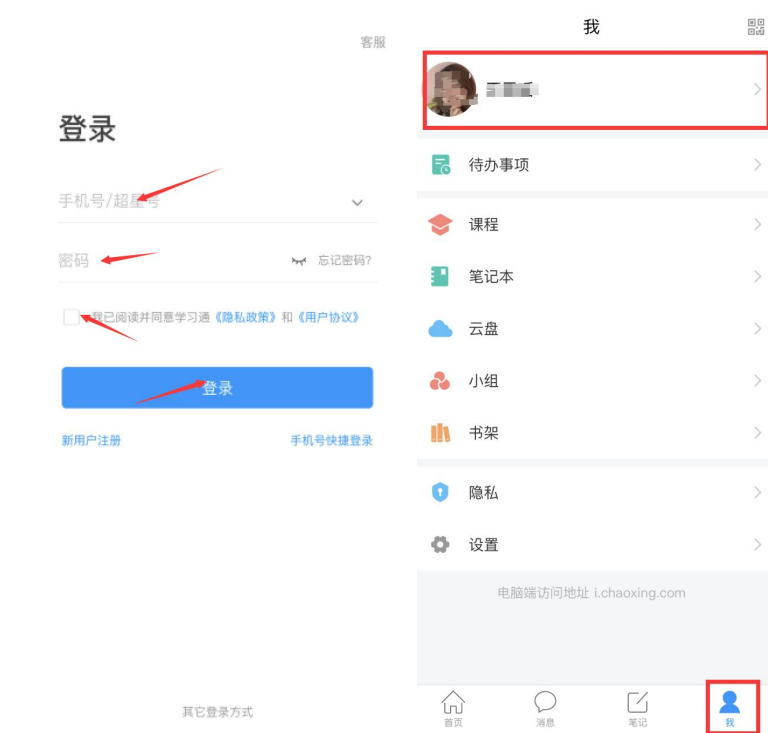 客服
登录
手机号/超星号
密码
忘记密码?
我已阅读并同意学习通《隐私政策》和《用户协议》
登录
新用户注册
手机号快捷登录
其它登录方式
我
待办事项
课程
笔记本
云盘
小组
书架
隐私
设置
电脑端访问地址 i.chaoxing.com
首页
消息
笔记
我